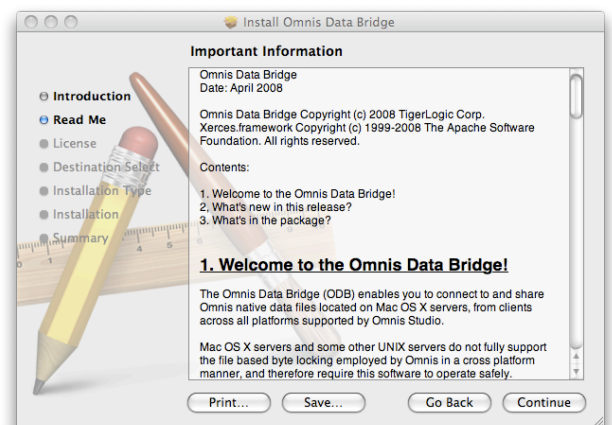 Install Omnis Data Bridge
Important Information
Introduction
Read Me
License
Destination Select
Installation Type
Installation
Summary
Omnis Data Bridge
Date: April 2008
Omnis Data Bridge Copyright (c) 2008 TigerLogic Corp.
Xerces.framework Copyright (c) 1999-2008 The Apache Software
Foundation. All rights reserved.
Contents:
1. Welcome to the Omnis Data Bridge!
2, What's new in this release?
3. What's in the package?
1. Welcome to the Omnis Data Bridge!
The Omnis Data Bridge (ODB) enables you to connect to and share
Omnis native data files located on Mac OS X servers, from clients
across all platforms supported by Omnis Studio.
Mac OS X servers and some other UNIX servers do not fully support
the file based byte locking employed by Omnis in a cross platform
manner, and therefore require this software to operate safely.
Print...
Save...
Go Back
Continue